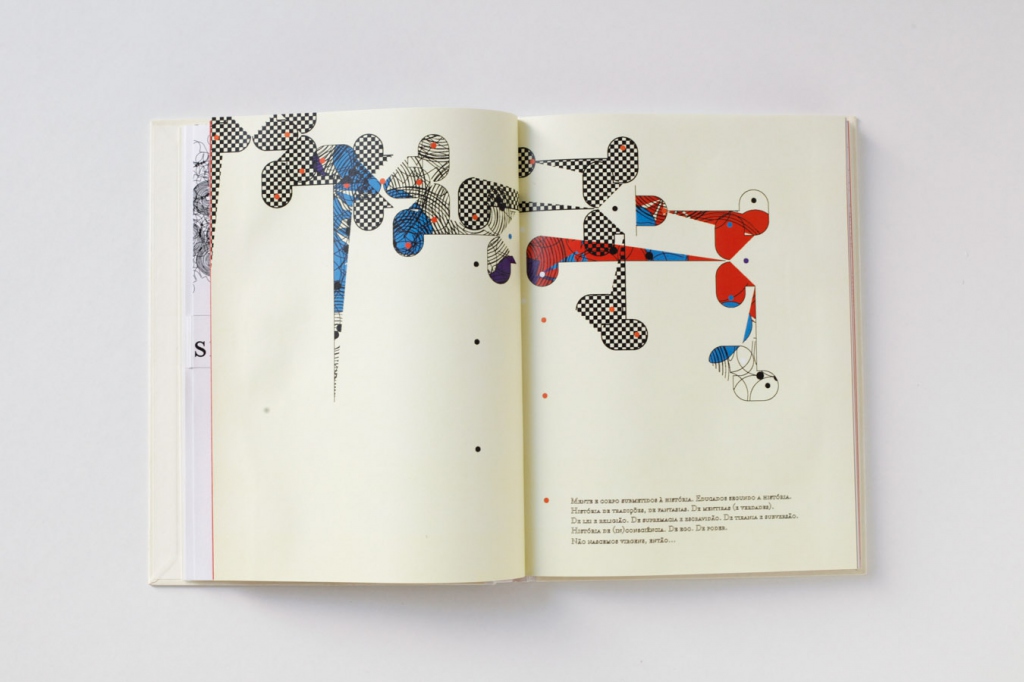 S
Mente e corpo submetidos à história. Educados segundo a história.
História de tradições, de fantasias. De mentiras (e verdades).
De lei e religião. De supremacia e escravidão. De tirania e subversão.
História de (in)consciência. De ego. De poder.
Não nascemos virgens, então...